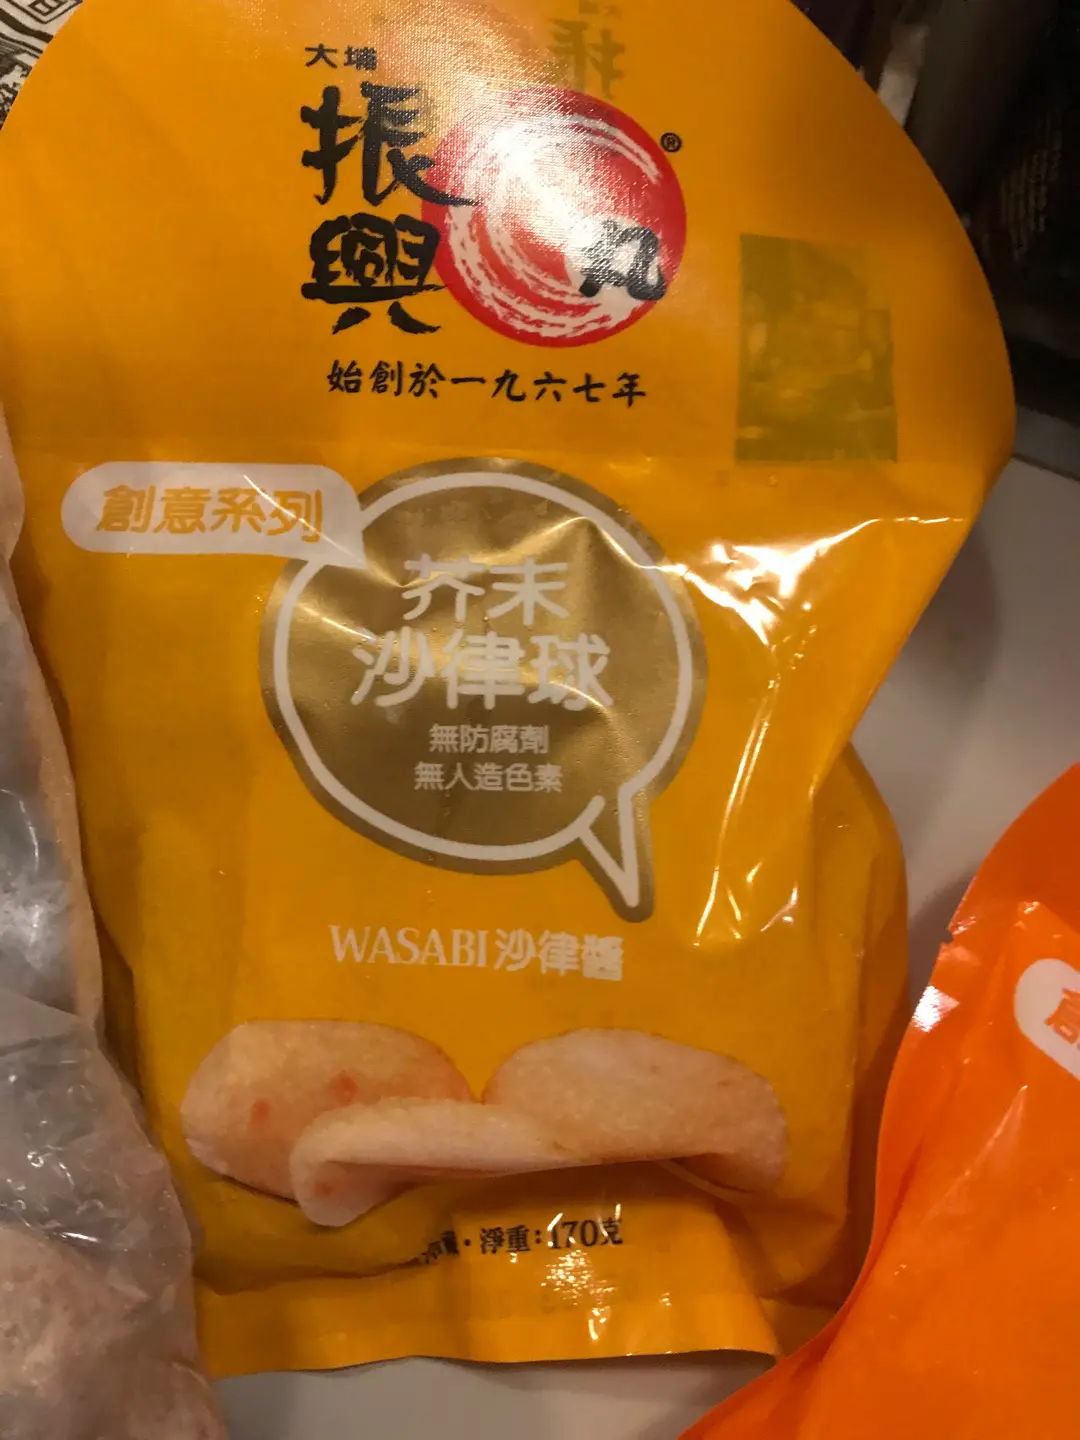 大埔
振興
丸
®
始創於一九六七年
創意系列
芥末
沙律球
無防腐劑
無人造色素
WASABI沙律醬
淨重:170克